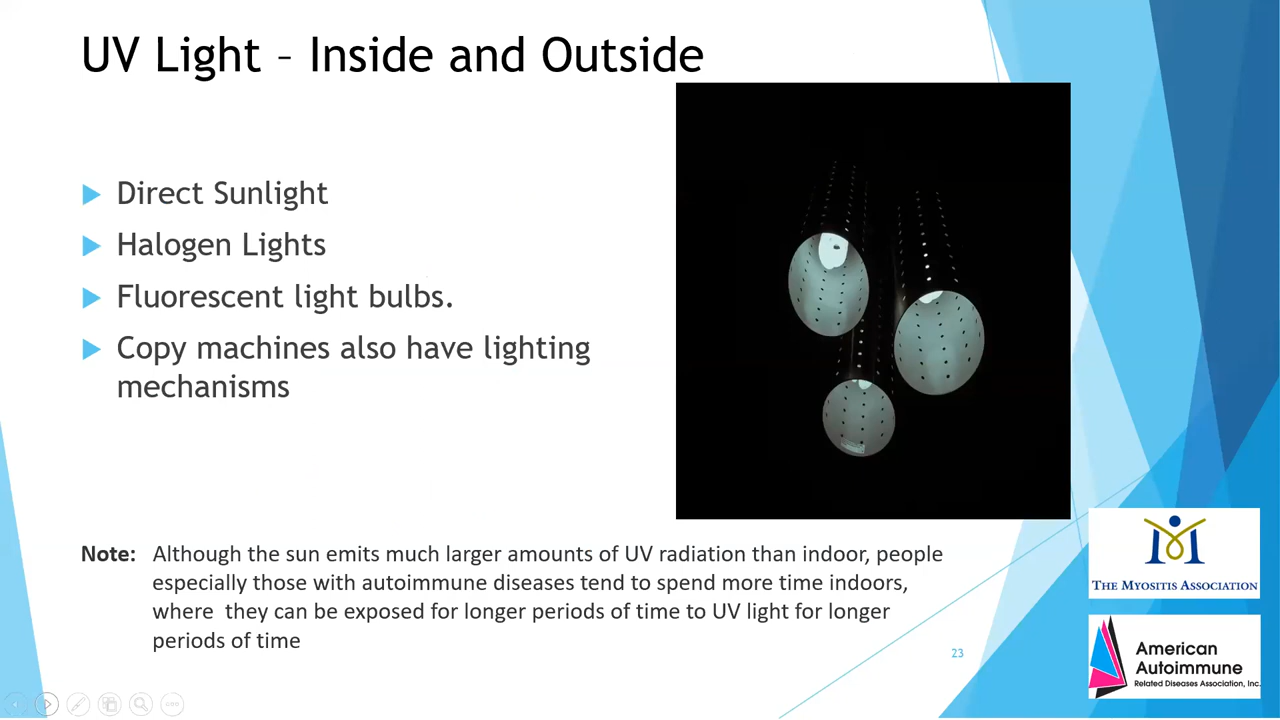 UV Light – Inside and Outside
Direct Sunlight
Halogen Lights
Fluorescent light bulbs.
Copy machines also have lighting
mechanisms
Note: Although the sun emits much larger amounts of UV radiation than indoor, people
especially those with autoimmune diseases tend to spend more time indoors,
where they can be exposed for longer periods of time to UV light for longer
periods of time
23
THE MYOSITIS ASSOCIATION
American
Autoimmune
Related Diseases Association, Inc.